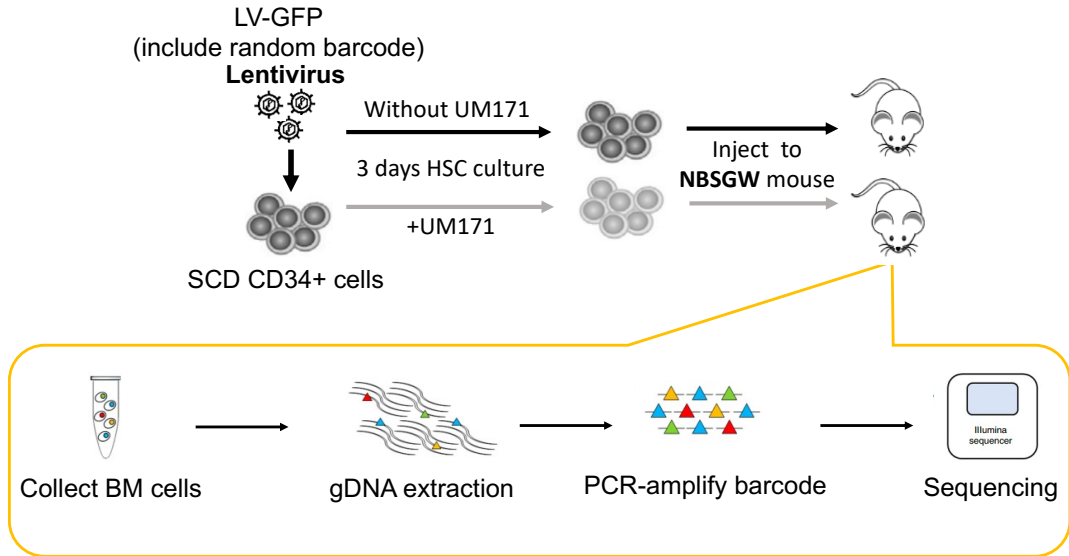 LV-GFP
(include random barcode)
Lentivirus
Without UM171
3 days HSC culture
+UM171
Inject to
NBSGW mouse
SCD CD34+ cells
Collect BM cells
gDNA extraction
PCR-amplify barcode
Illumina
sequencer
Sequencing